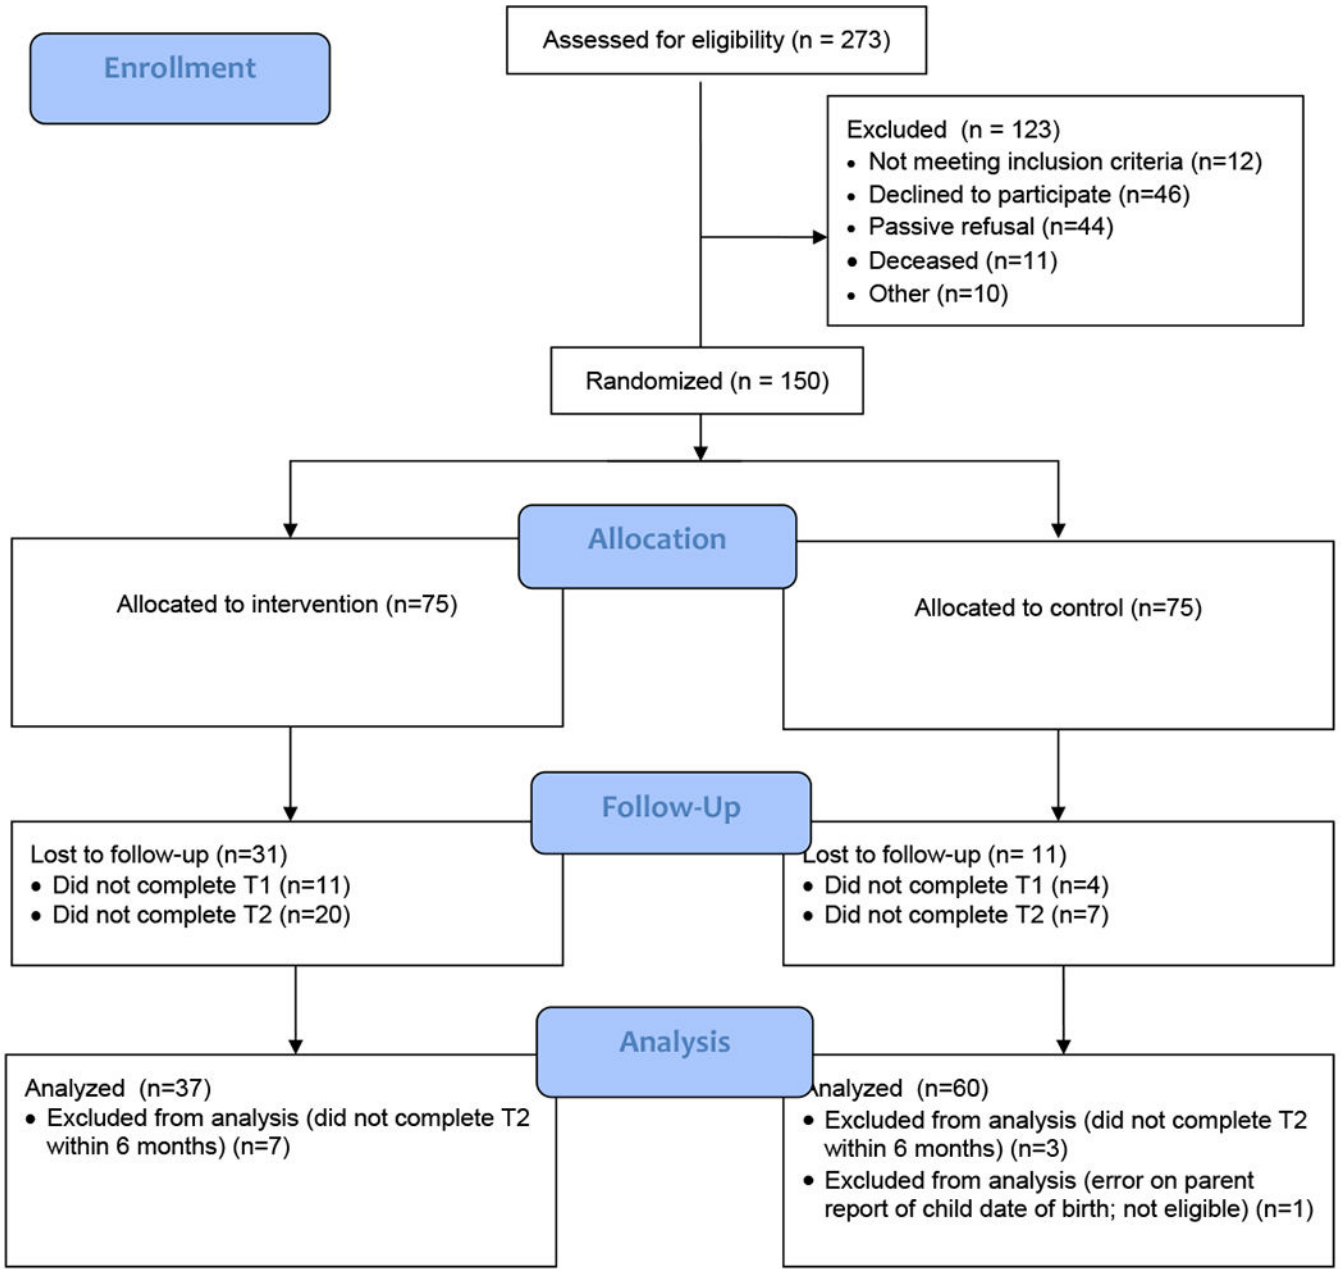 Enrollment
Assessed for eligibility (n = 273)
Excluded  (n = 123)
• Not meeting inclusion criteria (n=12)
• Declined to participate (n=46)
• Passive refusal (n=44)
• Deceased (n=11)
• Other (n=10)
Randomized (n = 150)
Allocation
Allocated to intervention (n=75)
Allocated to control (n=75)
Follow-Up
Lost to follow-up (n=31)
• Did not complete T1 (n=11)
• Did not complete T2 (n=20)
Lost to follow-up (n= 11)
• Did not complete T1 (n=4)
• Did not complete T2 (n=7)
Analysis
Analyzed  (n=37)
• Excluded from analysis (did not complete T2
within 6 months) (n=7)
Analyzed  (n=60)
• Excluded from analysis (did not complete T2
within 6 months) (n=3)
• Excluded from analysis (error on parent
report of child date of birth; not eligible) (n=1)